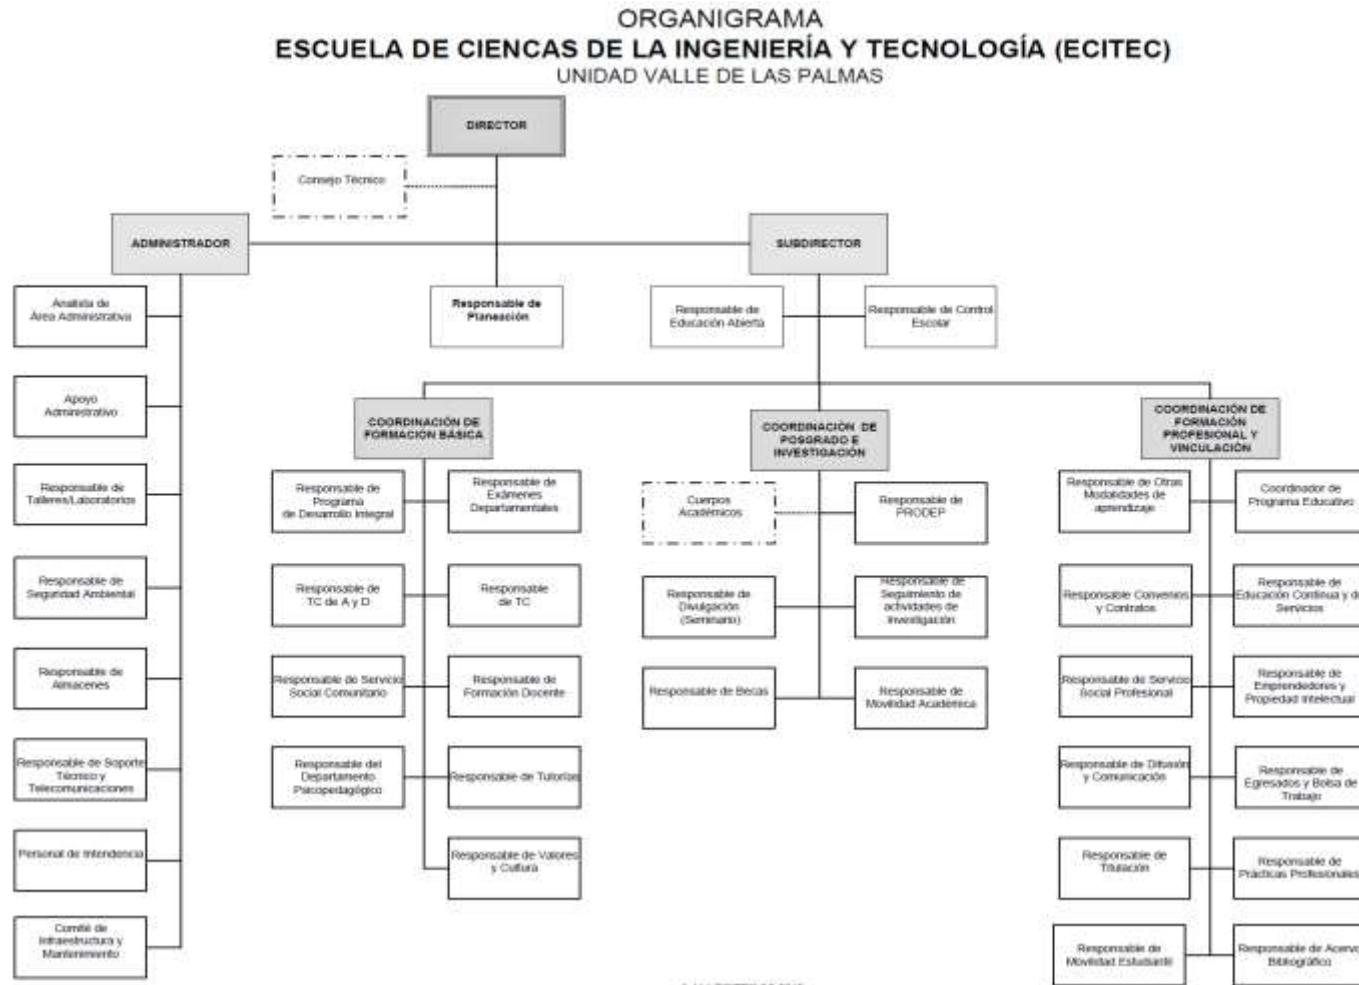 ORGANIGRAMA
ESCUELA DE CIENCAS DE LA INGENIERÍA Y TECNOLOGÍA (ECITEC)
UNIDAD VALLE DE LAS PALMAS
DIRECTOR
Consejo Técnico
ADMINISTRADOR
SUBDIRECTOR
Analista de
Área Administrativa
Responsable de
Planeación
Responsable de
Educación Abierta
Responsable de Control
Escolar
Apoyo
Administrativo
Responsable de
Talleres/Laboratorios
Responsable de
Seguridad Ambiental
Responsable de
Almacenes
Responsable de Soporte
Técnico y
Telecomunicaciones
Personal de Intendencia
Comité de
Infraestructura y
Mantenimiento
COORDINACIÓN DE
FORMACIÓN BÁSICA
Responsable de
Programa
de Desarrollo Integral
Responsable de
Exámenes
Departamentales
Responsable de
TC de A y D
Responsable
de TC
Responsable de Servicio
Social Comunitario
Responsable de
Formación Docente
Responsable del
Departamento
Psicopedagógico
Responsable de Tutorías
Responsable de Valores
y Cultura
COORDINACIÓN DE
POSGRADO E
INVESTIGACIÓN
Cuerpos
Académicos
Responsable de
PRODEP
Responsable de
Divulgación
(Seminario)
Responsable de
Seguimiento de
actividades de
Investigación
Responsable de Becas
Responsable de
Movilidad Académica
COORDINACIÓN DE
FORMACIÓN
PROFESIONAL Y
VINCULACIÓN
Responsable de Otras
Modalidades de
aprendizaje
Coordinador de
Programa Educativo
Responsable Convenios
y Contratos
Responsable de
Educación Continua y de
Servicios
Responsable de Servicio
Social Profesional
Responsable de
Emprendedores y
Propiedad Intelectual
Responsable de Difusión
y Comunicación
Responsable de
Egresados y Bolsa de
Trabajo
Responsable de
Titulación
Responsable de
Prácticas Profesionales
Responsable de
Movilidad Estudiantil
Responsable de Acervo
Bibliográfico